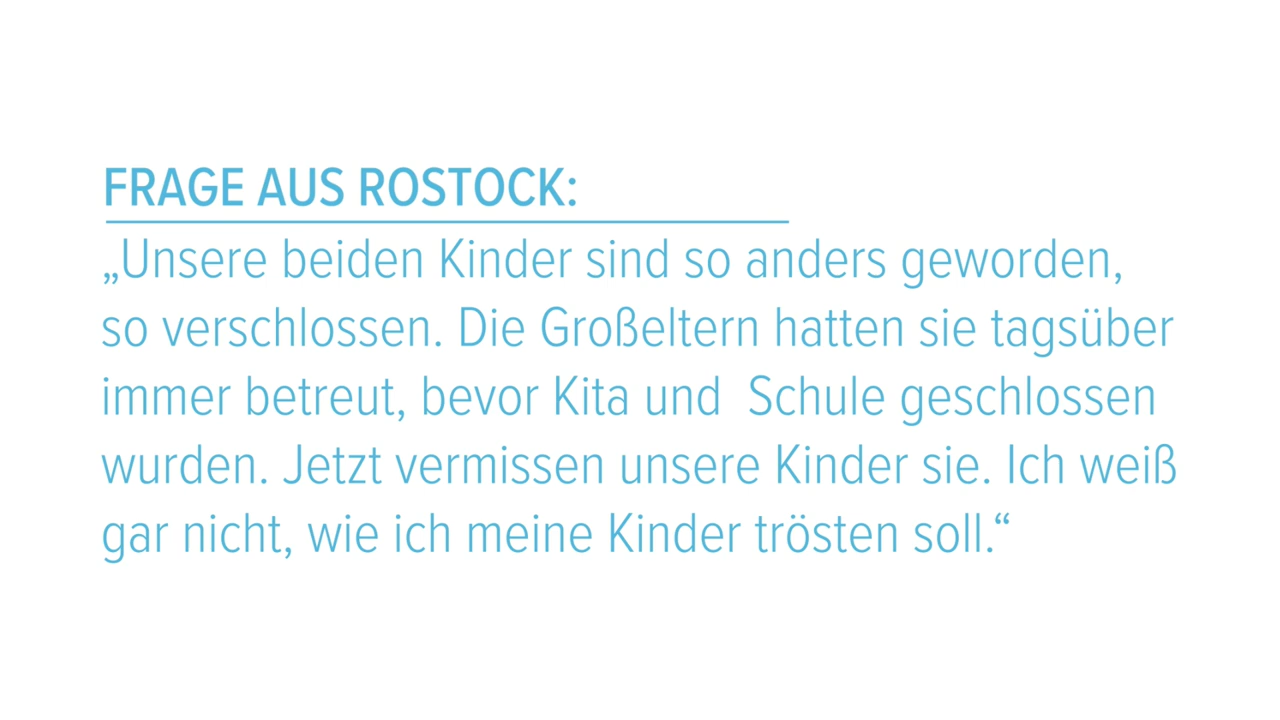 FRAGE AUS ROSTOCK:
„Unsere beiden Kinder sind so anders geworden,
so verschlossen. Die Großeltern hatten sie tagsüber
immer betreut, bevor Kita und  Schule geschlossen
wurden. Jetzt vermissen unsere Kinder sie. Ich weiß
gar nicht, wie ich meine Kinder trösten soll.“